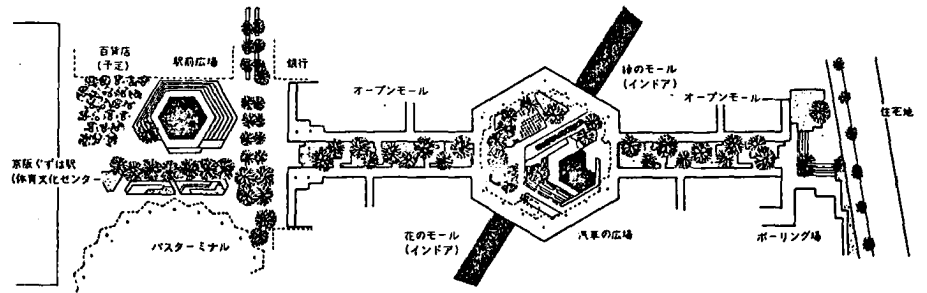 百貨店
(予定)
駅前広場
銀行
オープンモール
緑のモール
(インドア)
オープンモール
住宅地
京阪くずは駅
(体育文化センター
バスターミナル
花のモール
(インドア)
汽車の広場
ボーリング場